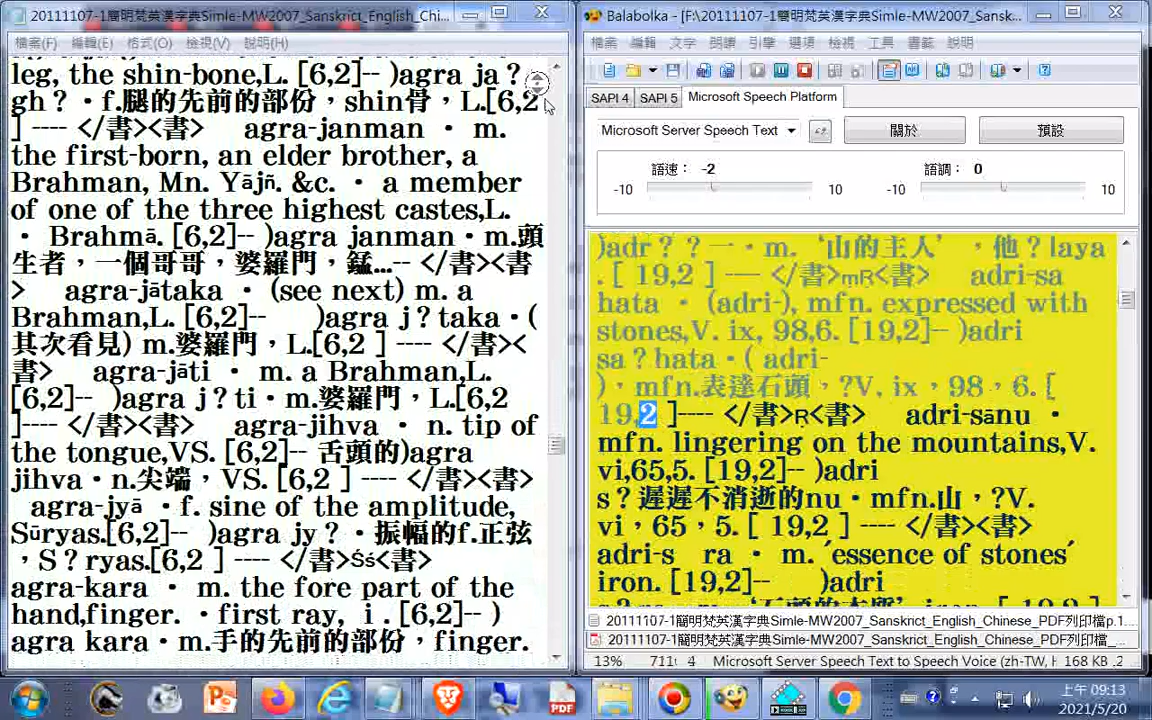 20111107-1簡明梵英漢字典Simle-MW2007_Sanskrict_English_Chi...
檔案(F) 編輯(E) 格式(O) 檢視(V) 說明(H)
leg, the shin-bone,L. [6,2]-- )agra ja?
gh? • f.腿的先前的部份，shin骨，L.[6,2
] ---- </書><書> agra-janman • m.
the first-born, an elder brother, a
Brahman, Mn. Yājñ. &c. • a member
of one of the three highest castes,L.
• Brahmā. [6,2]-- )agra janman•m.頭
生者，一個哥哥，婆羅門，錳...-- </書><書
> agra-jātaka • (see next) m. a
Brahman,L. [6,2]-- )agra j?taka•(
其次看見) m.婆羅門，L.[6,2 ] ---- </書><
書> agra-jāti • m. a Brahman,L.
[6,2]-- )agra j?ti•m.婆羅門，L.[6,2
]---- </書><書> agra-jihva • n. tip of
the tongue,VS. [6,2]-- 舌頭的)agra
jihva•n.尖端，VS. [6,2 ] ---- </書><書>
agra-jyā • f. sine of the amplitude,
Sūryas.[6,2]-- )agra jy?•振幅的f.正弦
，S?ryas.[6,2 ] ---- </書>Śś<書>
agra-kara • m. the fore part of the
hand,finger. •first ray, i . [6,2]-- )
agra kara•m.手的先前的部份，finger.
Balabolka - [F:\20111107-1簡明梵英漢字典Simle-MW2007_Sansk...
檔案 編輯 文字 朗讀 引擎 選項 檢視 工具 書籤 說明
SAPI 4 SAPI 5 Microsoft Speech Platform
Microsoft Server Speech Text 關於 預設
語速： -2 語調： 0
-10 10 -10 10
)adr??一•m.‘山的主人’，他?laya
.[ 19,2 ] ---- </書>mR<書> adri-sa
hata • (adri-), mfn. expressed with
stones,V. ix, 98,6. [19,2]-- )adri
sa?hata•( adri-
)，mfn.表達石頭，?V, ix，98，6.[
19,2 ]---- </書>Ṛ<書> adri-sānu •
mfn. lingering on the mountains,V.
vi,65,5. [19,2]-- )adri
s?遲遲不消逝的nu•mfn.山，?V.
vi，65，5.[ 19,2 ] ---- </書><書>
adri-s ra • m. ´essence of stones´
iron. [19,2]-- )adri
20111107-1簡明梵英漢字典Simle-MW2007_Sanskrict_English_Chinese_PDF列印檔p.1...
20111107-1簡明梵英漢字典Simle-MW2007_Sanskrict_English_Chinese_PDF列印檔...
13% 4 Microsoft Server Speech Text to Speech Voice (zh-TW, H 168 KB
上午 09:13
2021/5/20